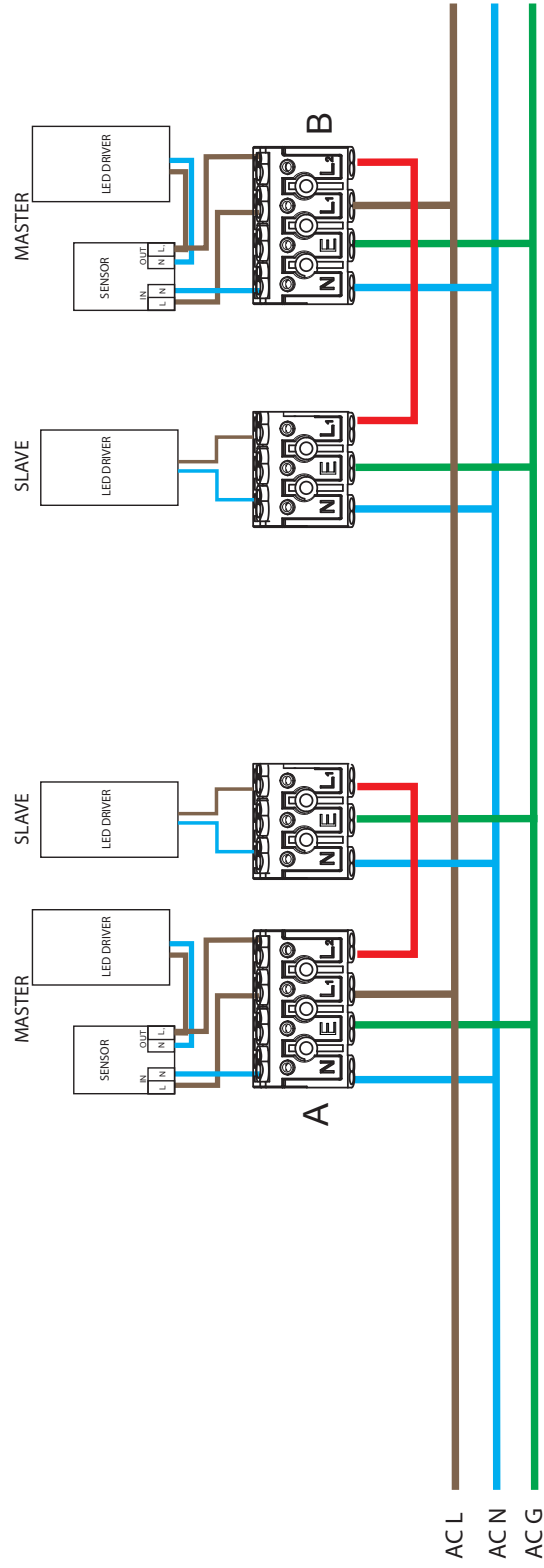 MASTER
SLAVE
SLAVE
MASTER
SENSOR
LED DRIVER
LED DRIVER
LED DRIVER
SENSOR
LED DRIVER
IN
OUT
L N
N L
IN
OUT
L N
N L
A
N E L1 L2
N E L1
N E L1
N E L1 L2
B
AC L
AC N
AC G